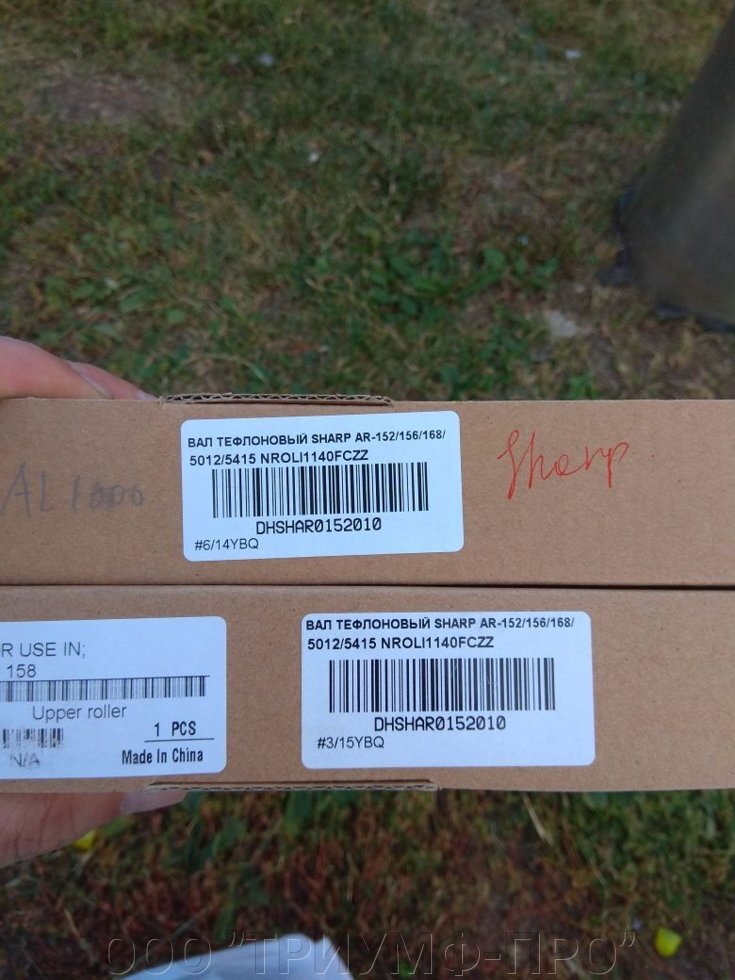 ВАЛ ТЕФЛОНОВЫЙ SHARP AR-152/156/168/
5012/5415 NROLI1140FCZZ
DHSHAR0152010
#6/14YBQ
AL1000
Sharp
R USE IN;
158
Upper roller
1 PCS
N/A
Made In China
ВАЛ ТЕФЛОНОВЫЙ SHARP AR-152/156/168/
5012/5415 NROLI1140FCZZ
DHSHAR0152010
#3/15YBQ
ООО "ТРИУМФ-ПРО"